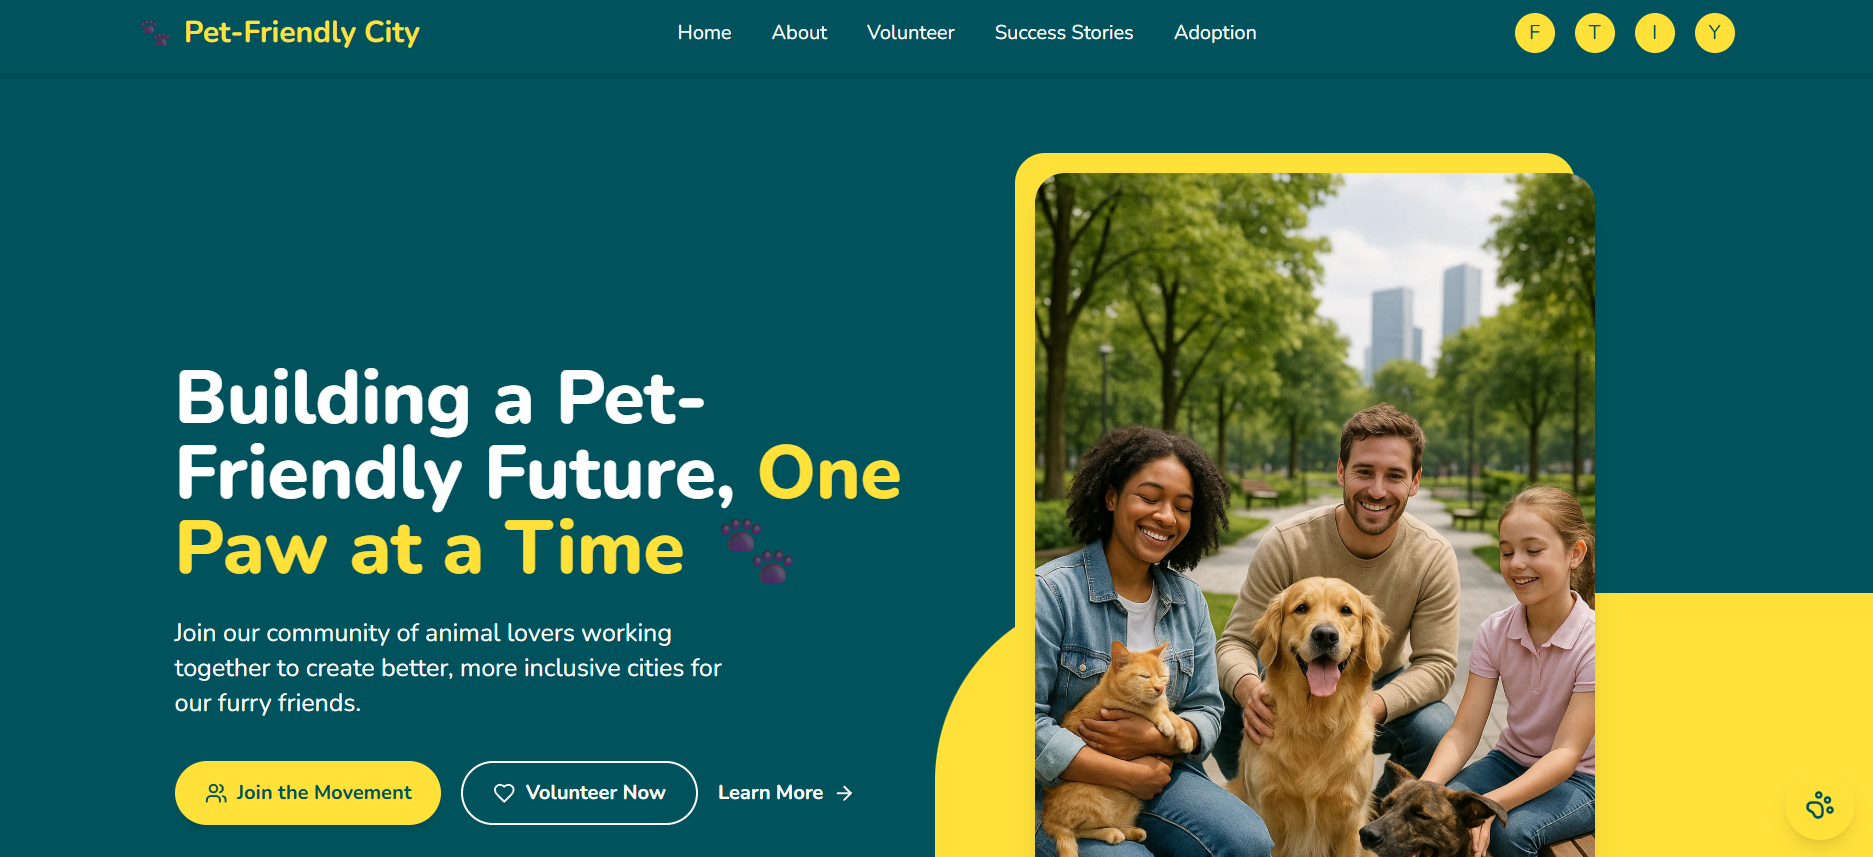 Pet-Friendly City
Home About Volunteer Success Stories Adoption
F T I Y
Building a Pet-
Friendly Future, One
Paw at a Time
Join our community of animal lovers working
together to create better, more inclusive cities for
our furry friends.
Join the Movement
Volunteer Now
Learn More